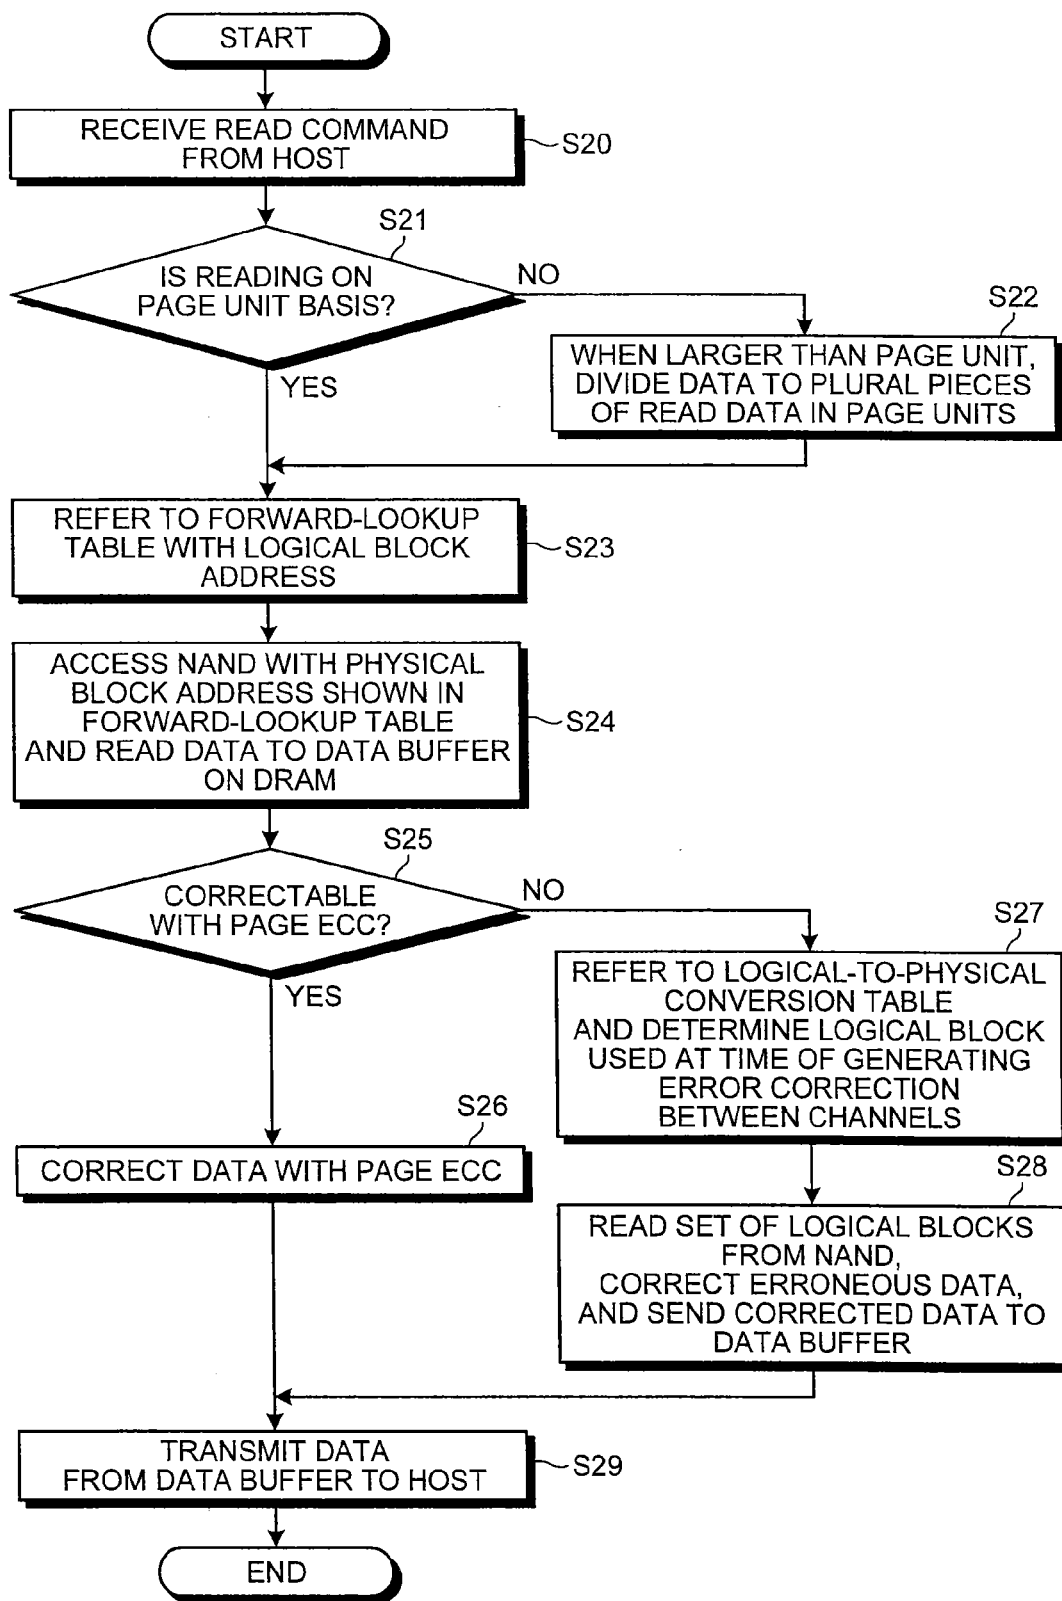 START
RECEIVE READ COMMAND
FROM HOST
S20
S21
IS READING ON
PAGE UNIT BASIS?
NO
YES
S22
WHEN LARGER THAN PAGE UNIT,
DIVIDE DATA TO PLURAL PIECES
OF READ DATA IN PAGE UNITS
REFER TO FORWARD-LOOKUP
TABLE WITH LOGICAL BLOCK
ADDRESS
S23
ACCESS NAND WITH PHYSICAL
BLOCK ADDRESS SHOWN IN
FORWARD-LOOKUP TABLE
AND READ DATA TO DATA BUFFER
ON DRAM
S24
S25
CORRECTABLE
WITH PAGE ECC?
NO
YES
S27
REFER TO LOGICAL-TO-PHYSICAL
CONVERSION TABLE
AND DETERMINE LOGICAL BLOCK
USED AT TIME OF GENERATING
ERROR CORRECTION
BETWEEN CHANNELS
S26
CORRECT DATA WITH PAGE ECC
S28
READ SET OF LOGICAL BLOCKS
FROM NAND,
CORRECT ERRONEOUS DATA,
AND SEND CORRECTED DATA TO
DATA BUFFER
TRANSMIT DATA
FROM DATA BUFFER TO HOST
S29
END